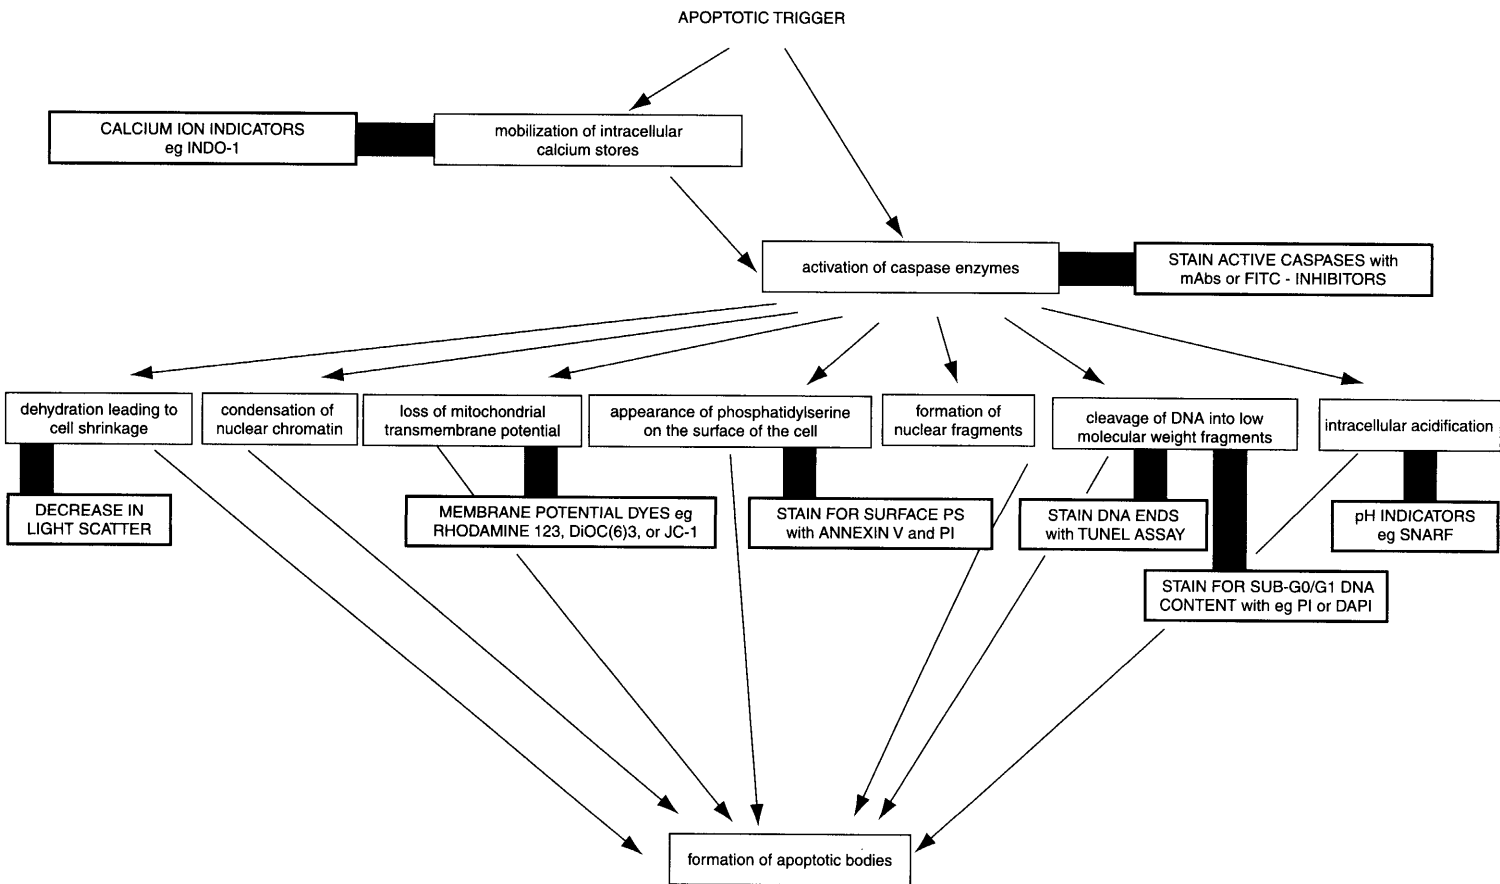 APOPTOTIC TRIGGER
CALCIUM ION INDICATORS
eg INDO-1
mobilization of intracellular
calcium stores
activation of caspase enzymes
STAIN ACTIVE CASPASES with
mAbs or FITC - INHIBITORS
dehydration leading to
cell shrinkage
condensation of
nuclear chromatin
loss of mitochondrial
transmembrane potential
appearance of phosphatidylserine
on the surface of the cell
formation of
nuclear fragments
cleavage of DNA into low
molecular weight fragments
intracellular acidification
DECREASE IN
LIGHT SCATTER
MEMBRANE POTENTIAL DYES eg
RHODAMINE 123, DiOC(6)3, or JC-1
STAIN FOR SURFACE PS
with ANNEXIN V and PI
STAIN DNA ENDS
with TUNEL ASSAY
pH INDICATORS
eg SNARF
STAIN FOR SUB-G0/G1 DNA
CONTENT with eg PI or DAPI
formation of apoptotic bodies